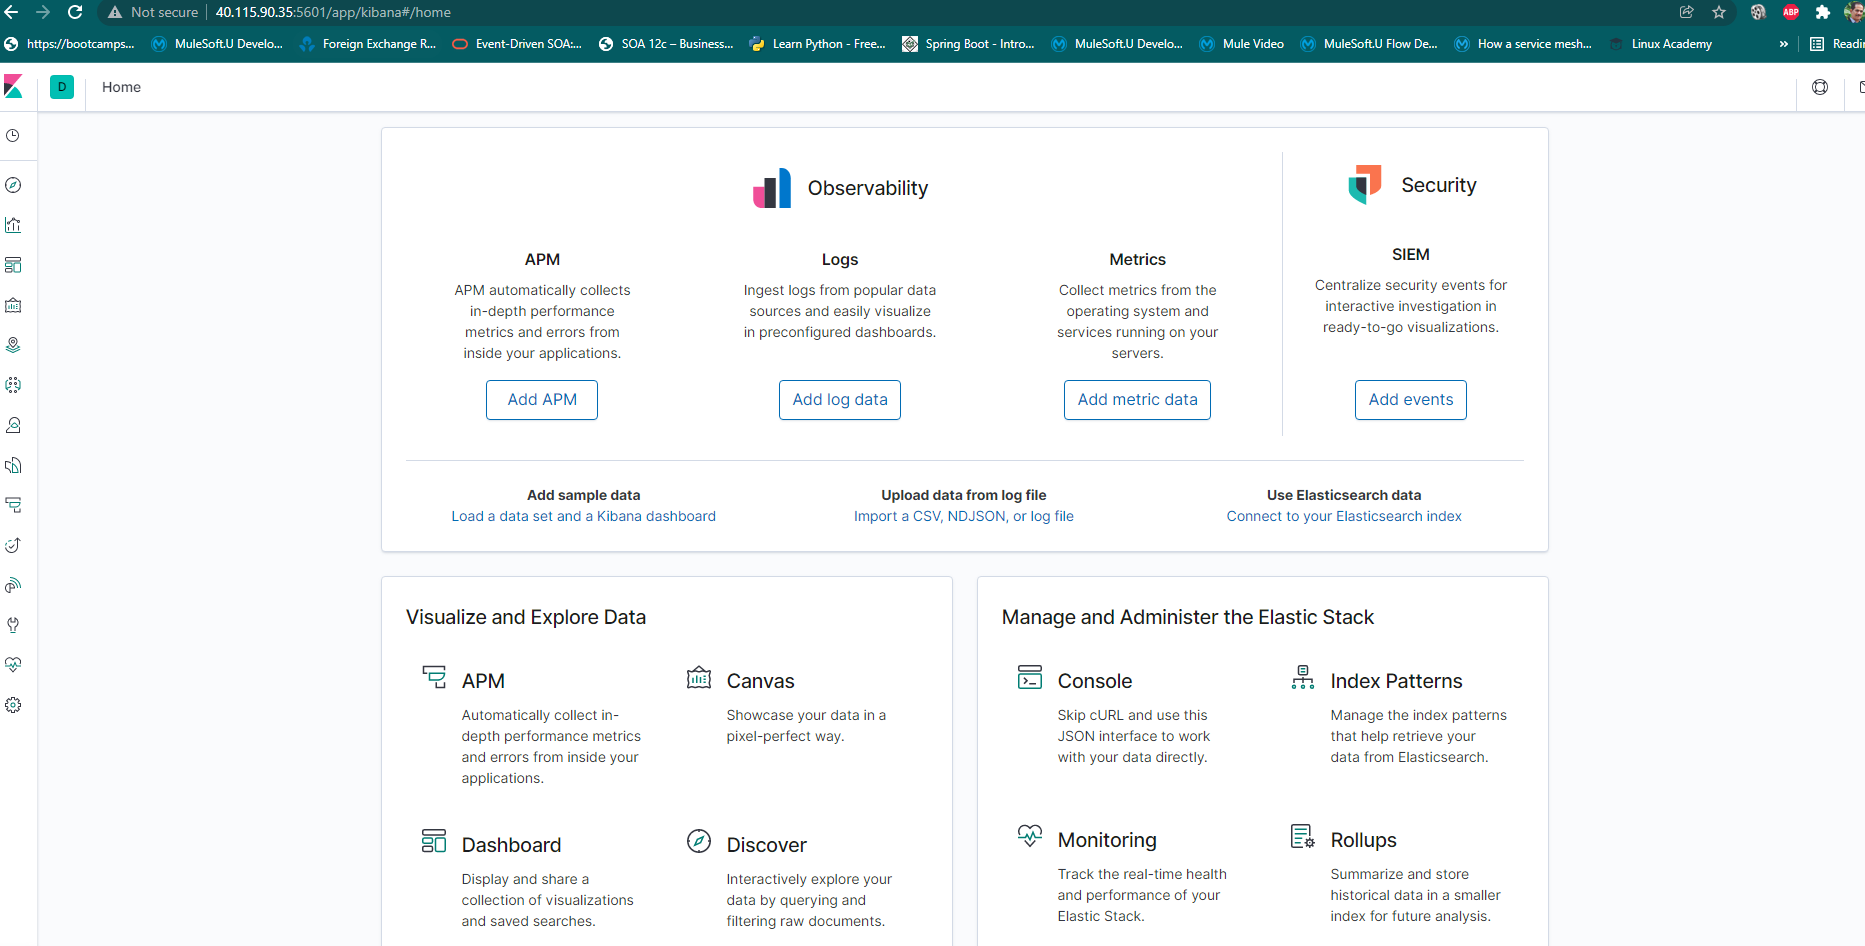 Not secure
40.115.90.35:5601/app/kibana#/home
ABP
https://bootcamps...
MuleSoft.U Develo...
Foreign Exchange R...
Event-Driven SOA:...
SOA 12c – Business...
Learn Python - Free...
Spring Boot - Intro...
MuleSoft.U Develo...
Mule Video
MuleSoft.U Flow De...
How a service mesh...
Linux Academy
»
D
Home
Observability
Security
APM
APM automatically collects
in-depth performance
metrics and errors from
inside your applications.
Add APM
Logs
Ingest logs from popular data
sources and easily visualize
in preconfigured dashboards.
Add log data
Metrics
Collect metrics from the
operating system and
services running on your
servers.
Add metric data
SIEM
Centralize security events for
interactive investigation in
ready-to-go visualizations.
Add events
Add sample data
Load a data set and a Kibana dashboard
Upload data from log file
Import a CSV, NDJSON, or log file
Use Elasticsearch data
Connect to your Elasticsearch index
Visualize and Explore Data
APM
Automatically collect in-
depth performance metrics
and errors from inside your
applications.
Canvas
Showcase your data in a
pixel-perfect way.
Dashboard
Display and share a
collection of visualizations
and saved searches.
Discover
Interactively explore your
data by querying and
filtering raw documents.
Manage and Administer the Elastic Stack
Console
Skip cURL and use this
JSON interface to work
with your data directly.
Index Patterns
Manage the index patterns
that help retrieve your
data from Elasticsearch.
Monitoring
Track the real-time health
and performance of your
Elastic Stack.
Rollups
Summarize and store
historical data in a smaller
index for future analysis.